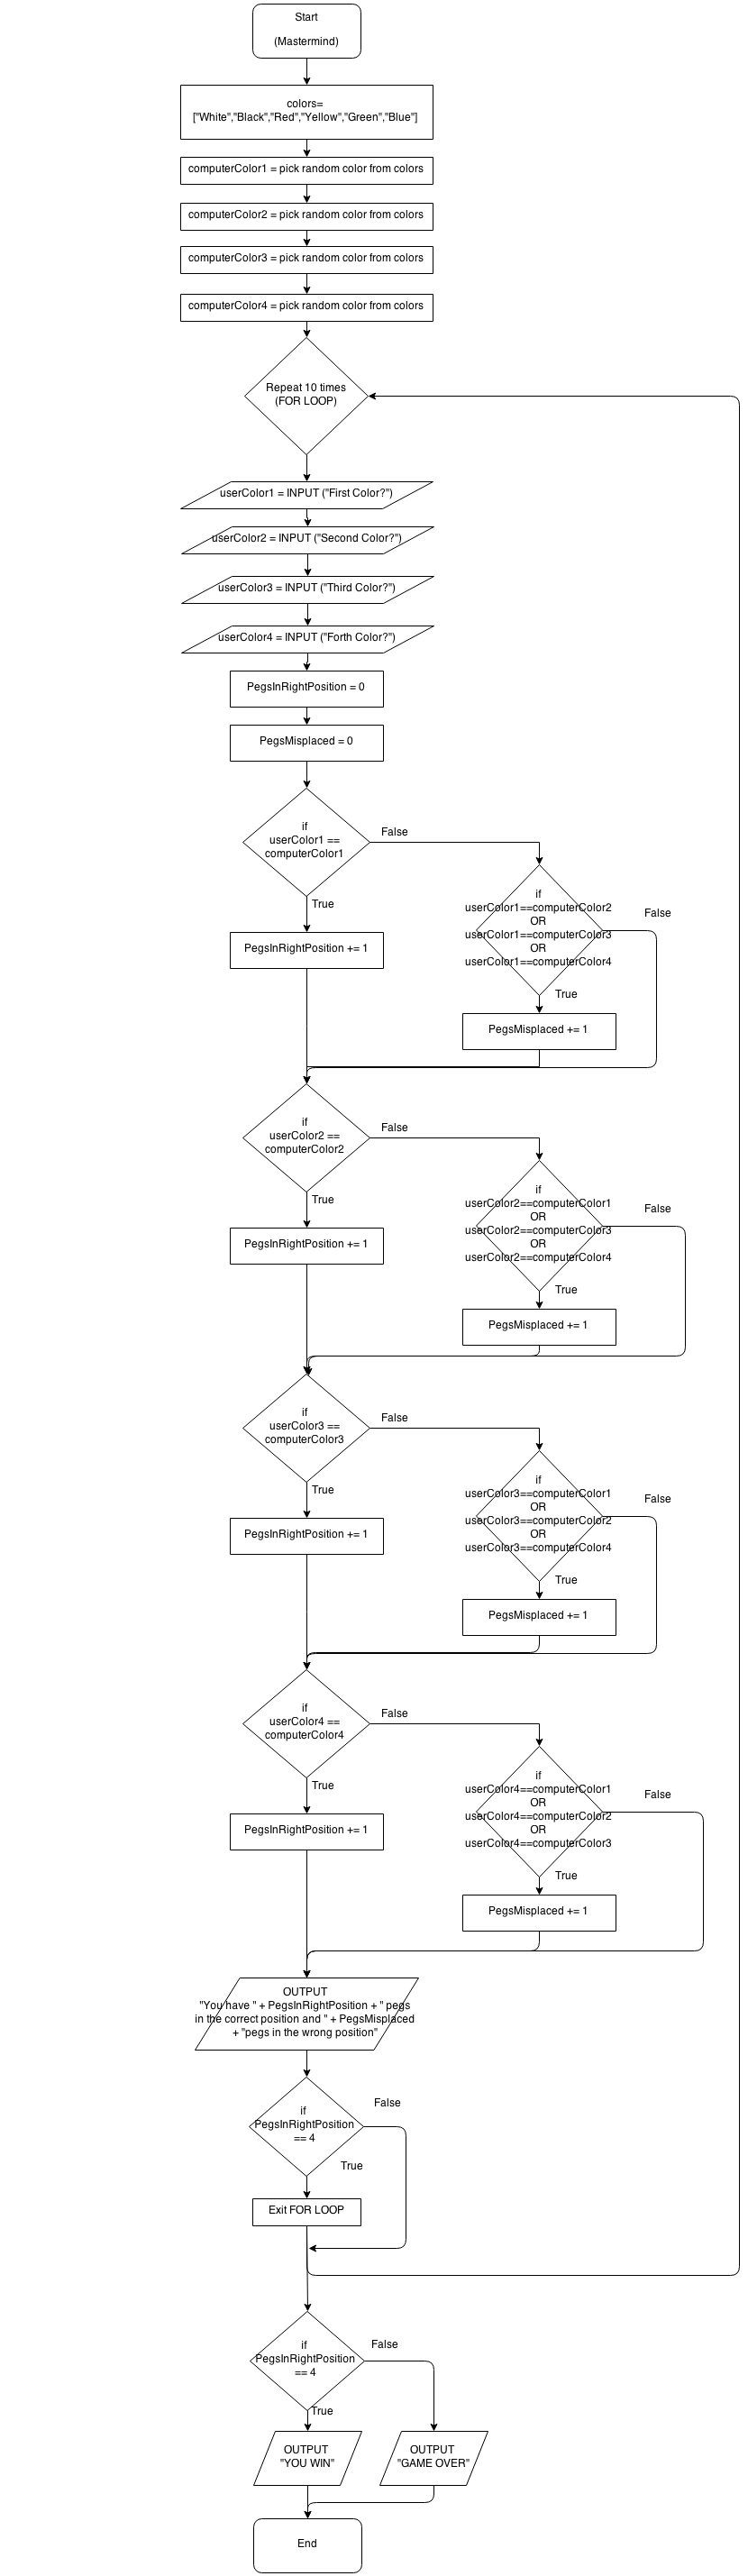 Start
(Mastermind)
colors=
["White","Black","Red","Yellow","Green","Blue"]
computerColor1 = pick random color from colors
computerColor2 = pick random color from colors
computerColor3 = pick random color from colors
computerColor4 = pick random color from colors
Repeat 10 times
(FOR LOOP)
userColor1 = INPUT ("First Color?")
userColor2 = INPUT ("Second Color?")
userColor3 = INPUT ("Third Color?")
userColor4 = INPUT ("Forth Color?")
PegsInRightPosition = 0
PegsMisplaced = 0
if
userColor1 ==
computerColor1
False
True
PegsInRightPosition += 1
if
userColor1==computerColor2
OR
userColor1==computerColor3
OR
userColor1==computerColor4
False
True
PegsMisplaced += 1
if
userColor2 ==
computerColor2
False
True
PegsInRightPosition += 1
if
userColor2==computerColor1
OR
userColor2==computerColor3
OR
userColor2==computerColor4
False
True
PegsMisplaced += 1
if
userColor3 ==
computerColor3
False
True
PegsInRightPosition += 1
if
userColor3==computerColor1
OR
userColor3==computerColor2
OR
userColor3==computerColor4
False
True
PegsMisplaced += 1
if
userColor4 ==
computerColor4
False
True
PegsInRightPosition += 1
if
userColor4==computerColor1
OR
userColor4==computerColor2
OR
userColor4==computerColor3
False
True
PegsMisplaced += 1
OUTPUT
"You have " + PegsInRightPosition + " pegs
in the correct position and " + PegsMisplaced
+ "pegs in the wrong position"
if
PegsInRightPosition
== 4
False
True
Exit FOR LOOP
if
PegsInRightPosition
== 4
False
True
OUTPUT
"YOU WIN"
OUTPUT
"GAME OVER"
End